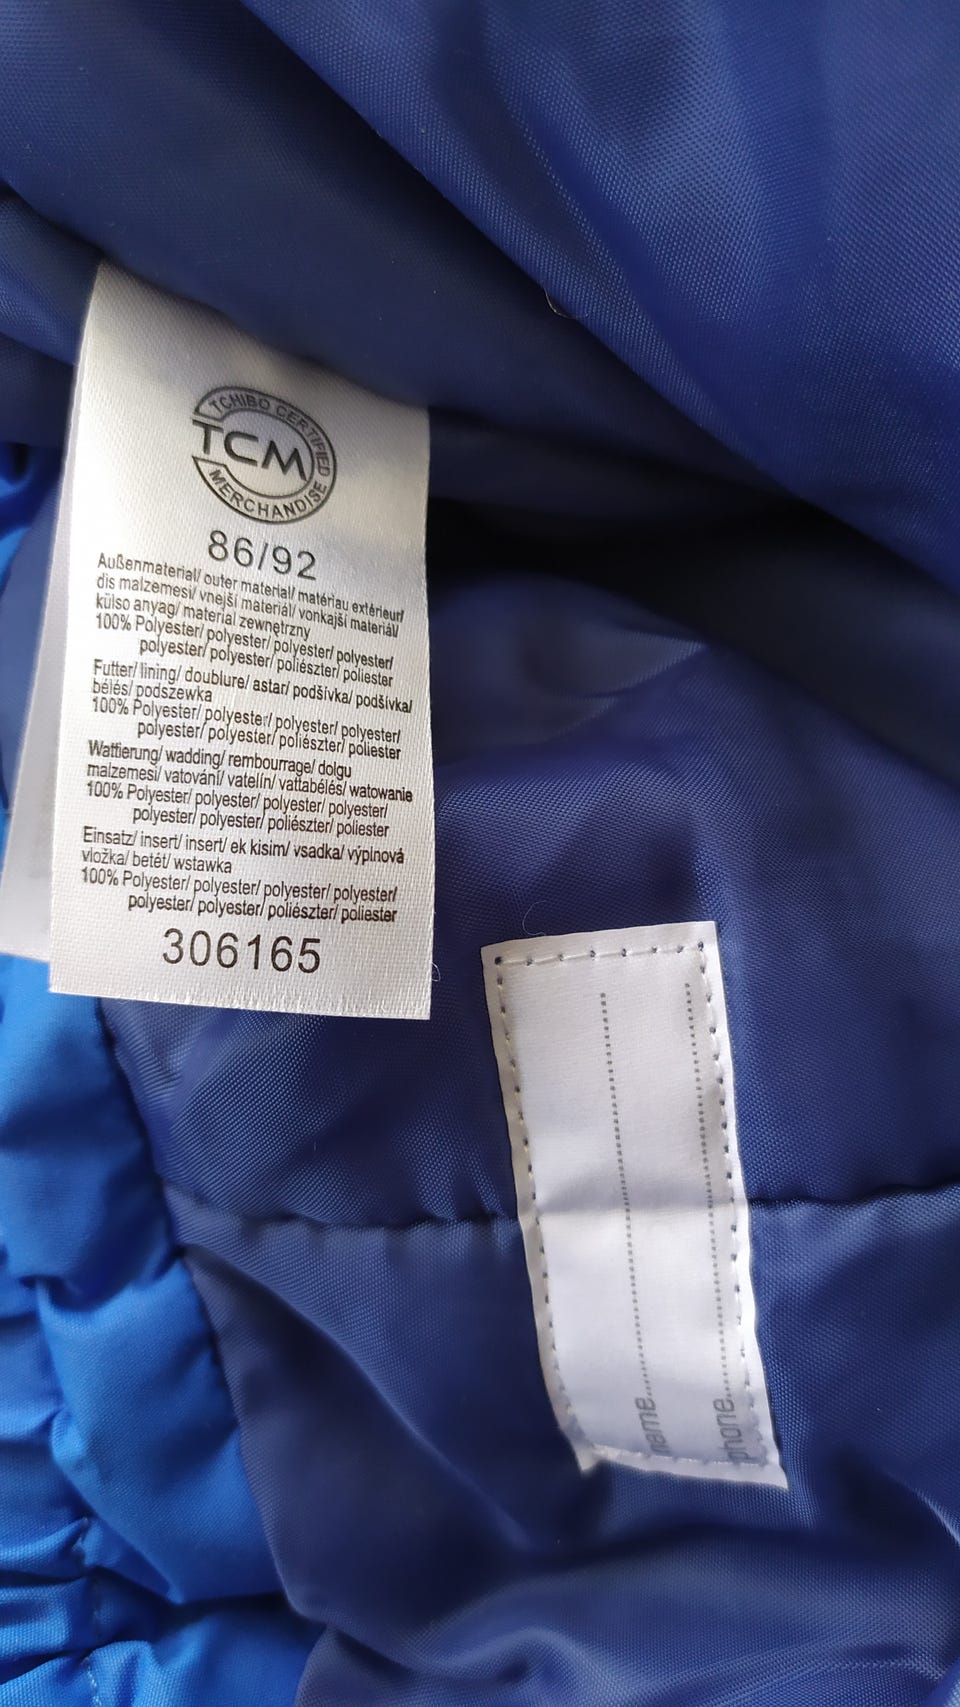 TCHIBO CERTIFIED
TCM
MERCHANDISE
86/92
Außenmaterial/ outer material/ matériau extérieur/
dis malzemesi/ vnejši materiál/ vonkajší materiál/
külso anyag/ material zewnętrzny
100% Polyester/ polyester/ polyester/ polyester/
polyester/ polyester/ poliészter/ poliester
Futter/ lining/ doublure/ astar/ podšívka/ podšívka/
bélés/ podszewka
100% Polyester/ polyester/ polyester/ polyester/
polyester/ polyester/ poliészter/ poliester
Wattierung/ wadding/ rembourrage/ dolgu
malzemesi/ vatování/ vatelín/ vattabélés/ watowanie
100% Polyester/ polyester/ polyester/ polyester/
polyester/ polyester/ poliészter/ poliester
Einsatz/ insert/ insert/ ek kisim/ vsadka/ výplnová
vložka/ betét/ wstawka
100% Polyester/ polyester/ polyester/ polyester/
polyester/ polyester/ poliészter/ poliester
306165
name
phone